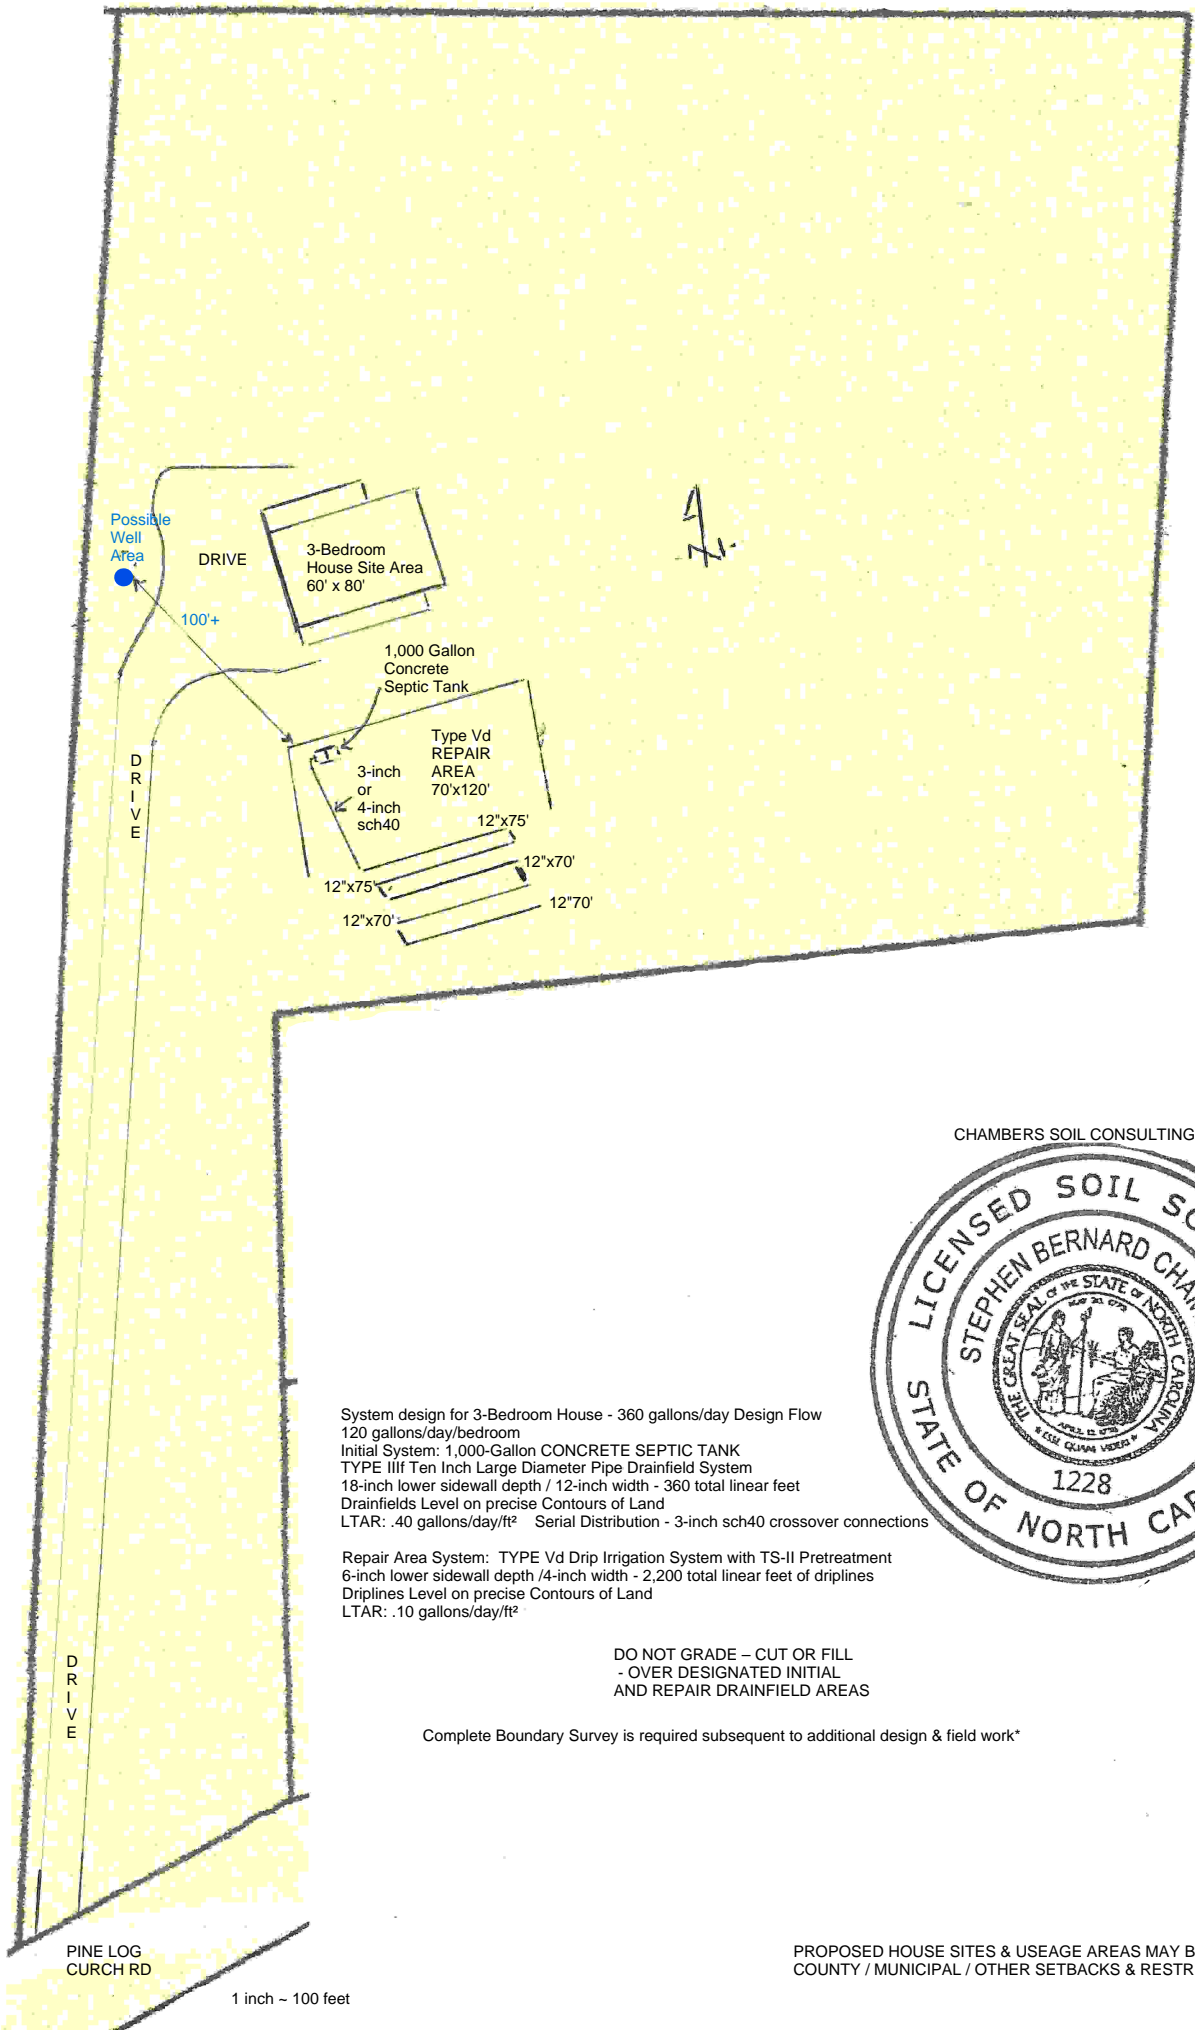 Possible
Well
Area
DRIVE
3-Bedroom
House Site Area
60' x 80'
100'+
1,000 Gallon
Concrete
Septic Tank
Type Vd
REPAIR
AREA
70'x120'
3-inch
or
4-inch
sch40
D
R
I
V
E
12"x75'
12"x70'
12"x75'
12"70'
12"x70'
CHAMBERS SOIL CONSULTING
LICENSED SOIL
STEPHEN BERNARD
THE GREAT SEAL OF THE STATE OF NORTH CAROLINA
MAY 20, 1775
APRIL 12, 1776
ESSE QUAM VIDERI
1228
STATE OF NORTH
System design for 3-Bedroom House - 360 gallons/day Design Flow
120 gallons/day/bedroom
Initial System: 1,000-Gallon CONCRETE SEPTIC TANK
TYPE IIIf Ten Inch Large Diameter Pipe Drainfield System
18-inch lower sidewall depth / 12-inch width - 360 total linear feet
Drainfields Level on precise Contours of Land
LTAR: .40 gallons/day/ft² Serial Distribution - 3-inch sch40 crossover connections
Repair Area System: TYPE Vd Drip Irrigation System with TS-II Pretreatment
6-inch lower sidewall depth /4-inch width - 2,200 total linear feet of driplines
Driplines Level on precise Contours of Land
LTAR: .10 gallons/day/ft²
DO NOT GRADE – CUT OR FILL
- OVER DESIGNATED INITIAL
AND REPAIR DRAINFIELD AREAS
D
R
I
V
E
Complete Boundary Survey is required subsequent to additional design & field work*
PINE LOG
CURCH RD
PROPOSED HOUSE SITES & USEAGE AREAS MAY B
COUNTY / MUNICIPAL / OTHER SETBACKS & RESTR
1 inch ~ 100 feet